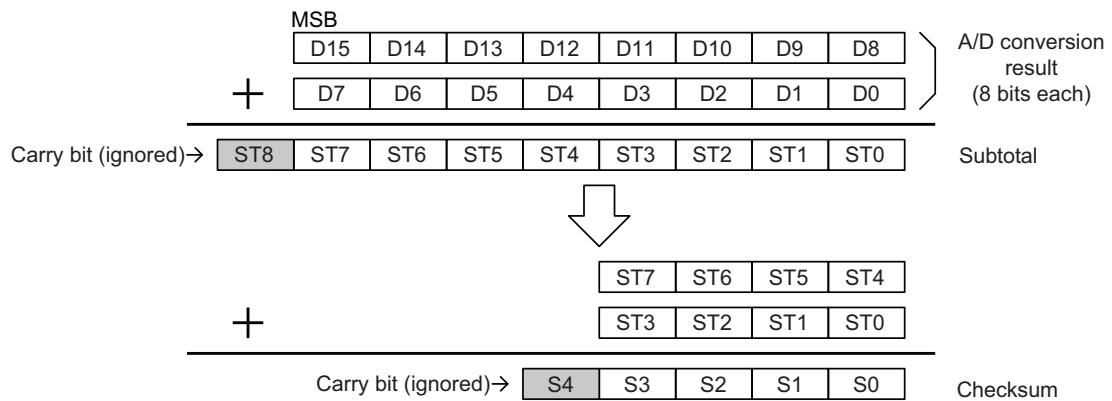 MSB
D15 D14 D13 D12 D11 D10 D9 D8
A/D conversion
result
(8 bits each)
+ D7 D6 D5 D4 D3 D2 D1 D0
Carry bit (ignored)→ ST8 ST7 ST6 ST5 ST4 ST3 ST2 ST1 ST0 Subtotal
ST7 ST6 ST5 ST4
+ ST3 ST2 ST1 ST0
Carry bit (ignored)→ S4 S3 S2 S1 S0 Checksum